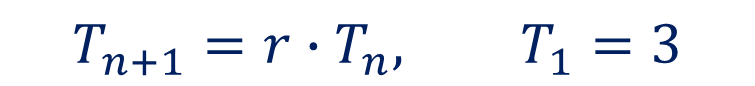 Tₙ₊₁ = r · Tₙ,  T₁ = 3